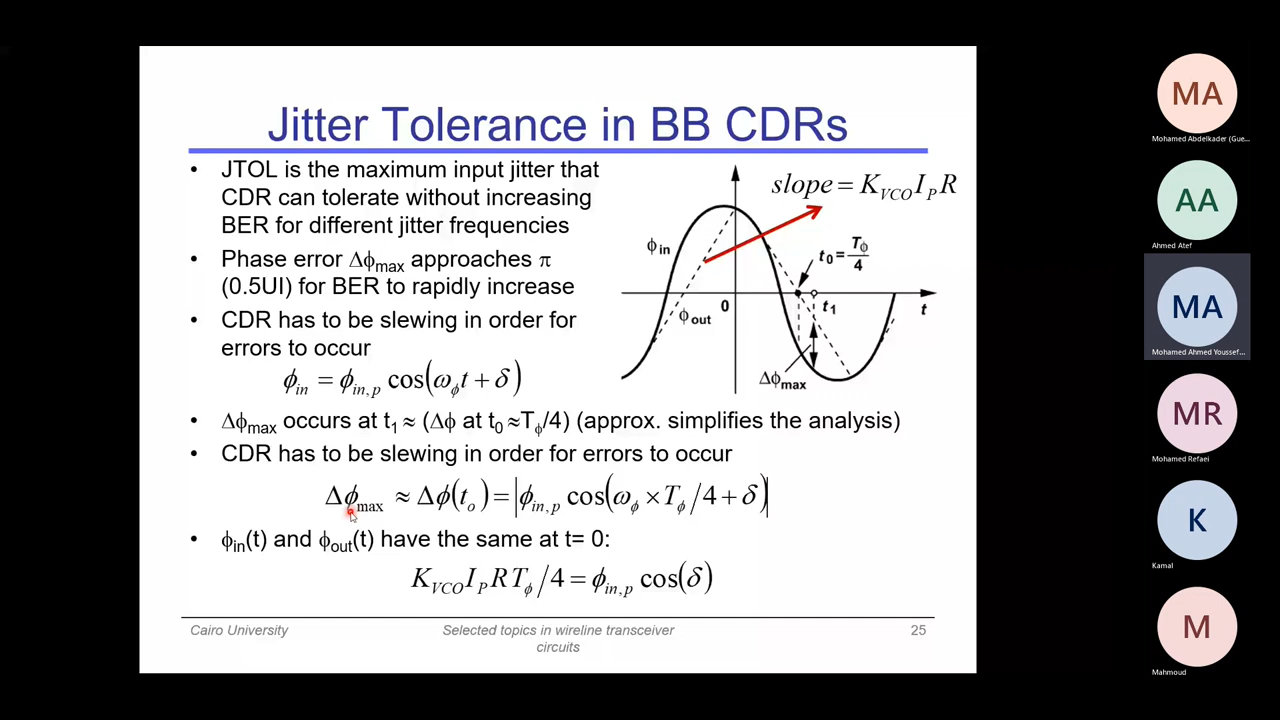 Jitter Tolerance in BB CDRs
• JTOL is the maximum input jitter that
CDR can tolerate without increasing
BER for different jitter frequencies
• Phase error Δϕmax approaches π
(0.5UI) for BER to rapidly increase
• CDR has to be slewing in order for
errors to occur
ϕin = ϕin,p cos(ωϕt + δ)
slope = KVCO IP R
ϕin
t0 = Tϕ/4
0
t1
t
ϕout
Δϕmax
• Δϕmax occurs at t1 ≈ (Δϕ at t0 ≈Tϕ/4) (approx. simplifies the analysis)
• CDR has to be slewing in order for errors to occur
Δϕmax ≈ Δϕ(to) = |ϕin,p cos(ωϕ × Tϕ/4 + δ)|
• ϕin(t) and ϕout(t) have the same at t= 0:
KVCO IP R Tϕ/4 = ϕin,p cos(δ)
Cairo University
Selected topics in wireline transceiver
circuits
25
MA
Mohamed Abdelkader (Gue...
AA
Ahmed Atef
MA
Mohamed Ahmed Youssef...
MR
Mohamed Refaei
K
Kamal
M
Mahmoud